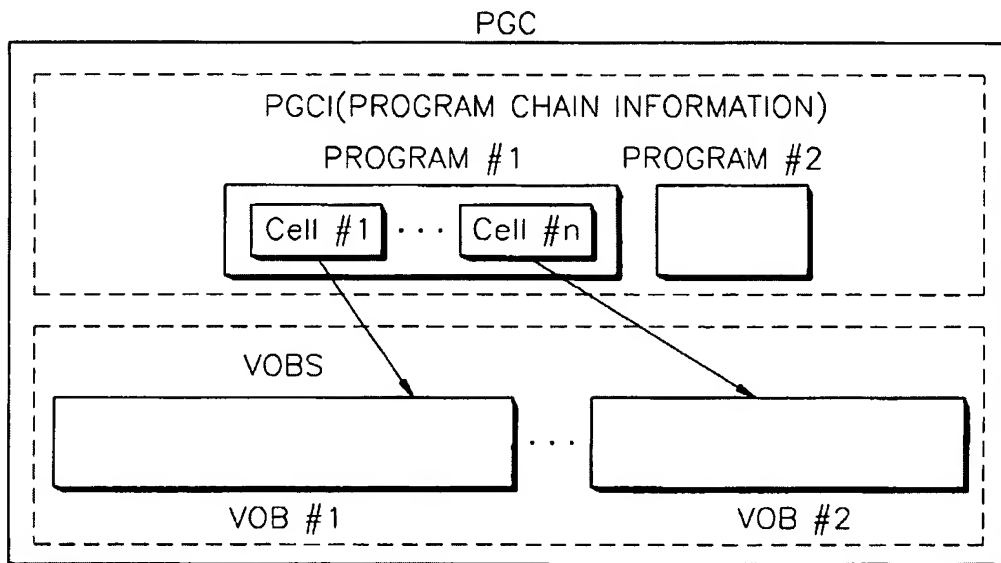 PGC
PGCI(PROGRAM CHAIN INFORMATION)
PROGRAM #1 PROGRAM #2
Cell #1 · · · Cell #n
VOBS
· · ·
VOB #1 VOB #2